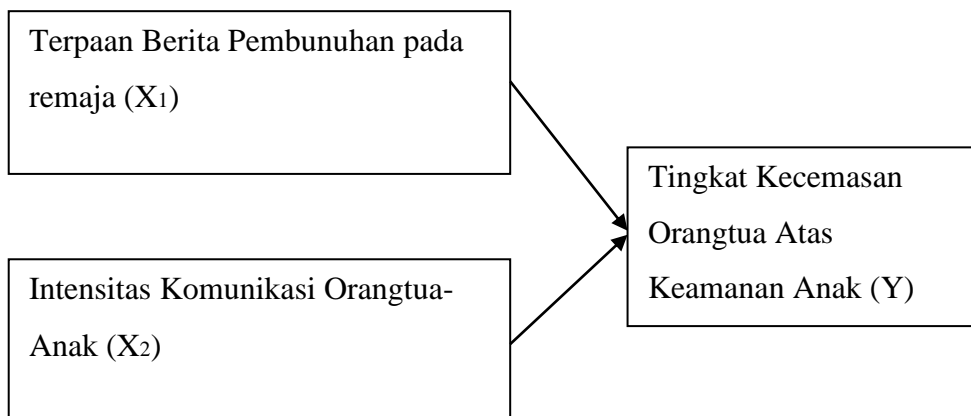 Terpaan Berita Pembunuhan pada
remaja (X1)
Intensitas Komunikasi Orangtua-
Anak (X2)
Tingkat Kecemasan
Orangtua Atas
Keamanan Anak (Y)